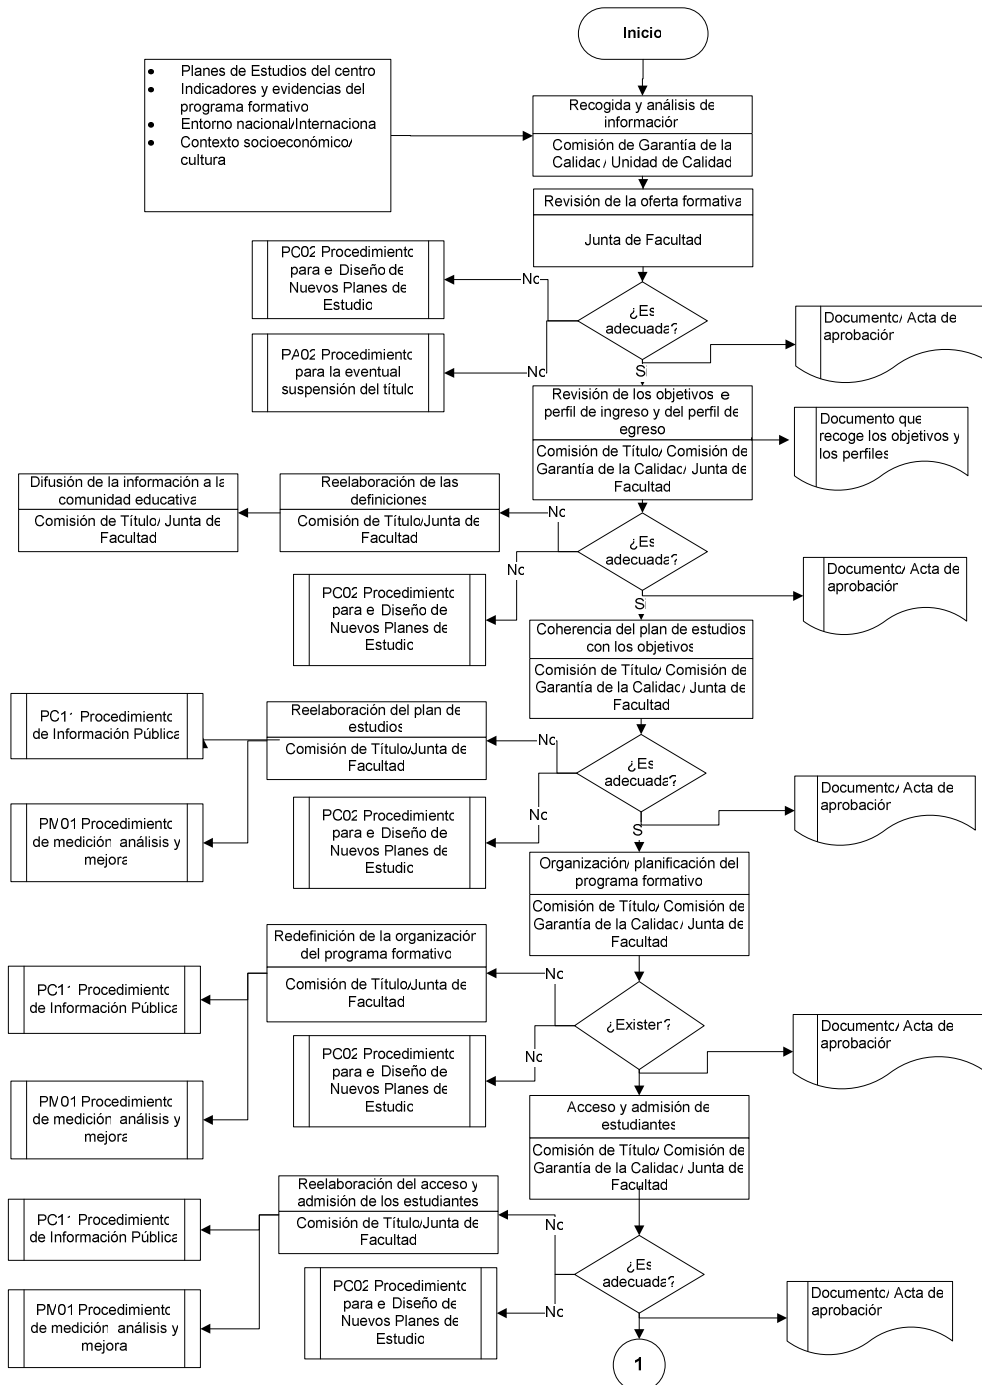 Inicio
• Planes de Estudios del centro
• Indicadores y evidencias del
programa formativo
• Entorno nacional/Internaciona
• Contexto socioeconómico/
cultura
Recogida y análisis de
información
Comisión de Garantía de la
Calidad/ Unidad de Calidad
Revisión de la oferta formativa
Junta de Facultad
PC02 Procedimiento
para e Diseño de
Nuevos Planes de
Estudio
No
¿Es
adecuada?
Documento/ Acta de
aprobación
PA02 Procedimiento
para la eventual
suspensión del título
No
S
Revisión de los objetivos e
perfil de ingreso y del perfil de
egreso
Comisión de Título/ Comisión de
Garantía de la Calidad/ Junta de
Facultad
Documento que
recoge los objetivos y
los perfiles
Difusión de la información a la
comunidad educativa
Comisión de Título/ Junta de
Facultad
Reelaboración de las
definiciones
Comisión de Título/Junta de
Facultad
No
¿Es
adecuada?
No
PC02 Procedimiento
para e Diseño de
Nuevos Planes de
Estudio
Documento/ Acta de
aprobación
S
Coherencia del plan de estudios
con los objetivos
Comisión de Título/ Comisión de
Garantía de la Calidad/ Junta de
Facultad
PC11 Procedimiento
de Información Pública
Reelaboración del plan de
estudios
Comisión de Título/Junta de
Facultad
No
¿Es
adecuada?
PM01 Procedimiento
de medición análisis y
mejora
PC02 Procedimiento
para e Diseño de
Nuevos Planes de
Estudio
No
Documento/ Acta de
aprobación
S
Organización/ planificación del
programa formativo
Comisión de Título/ Comisión de
Garantía de la Calidad/ Junta de
Facultad
Redefinición de la organización
del programa formativo
Comisión de Título/Junta de
Facultad
No
PC11 Procedimiento
de Información Pública
¿Existen?
Documento/ Acta de
aprobación
PC02 Procedimiento
para e Diseño de
Nuevos Planes de
Estudio
No
PM01 Procedimiento
de medición análisis y
mejora
Acceso y admisión de
estudiantes
Comisión de Título/ Comisión de
Garantía de la Calidad/ Junta de
Facultad
Reelaboración del acceso y
admisión de los estudiantes
Comisión de Título/Junta de
Facultad
No
PC11 Procedimiento
de Información Pública
¿Es
adecuada?
PM01 Procedimiento
de medición análisis y
mejora
PC02 Procedimiento
para e Diseño de
Nuevos Planes de
Estudio
No
Documento/ Acta de
aprobación
1